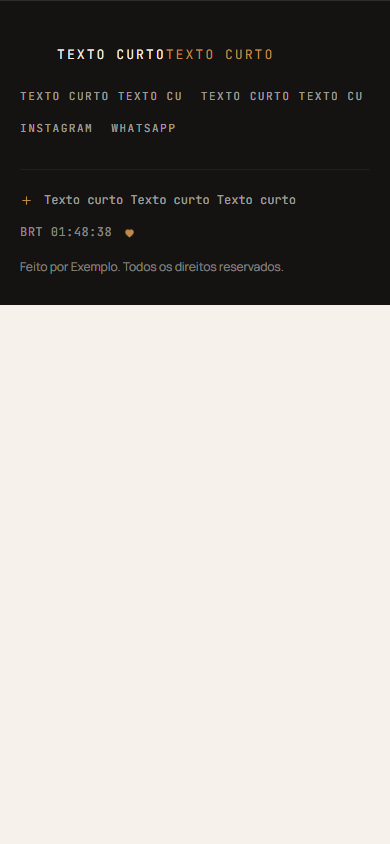 TEXTO CURTOTEXTO CURTO
TEXTO CURTO TEXTO CU TEXTO CURTO TEXTO CU
INSTAGRAM WHATSAPP
+ Texto curto Texto curto Texto curto
BRT 01:48:38
Feito por Exemplo. Todos os direitos reservados.